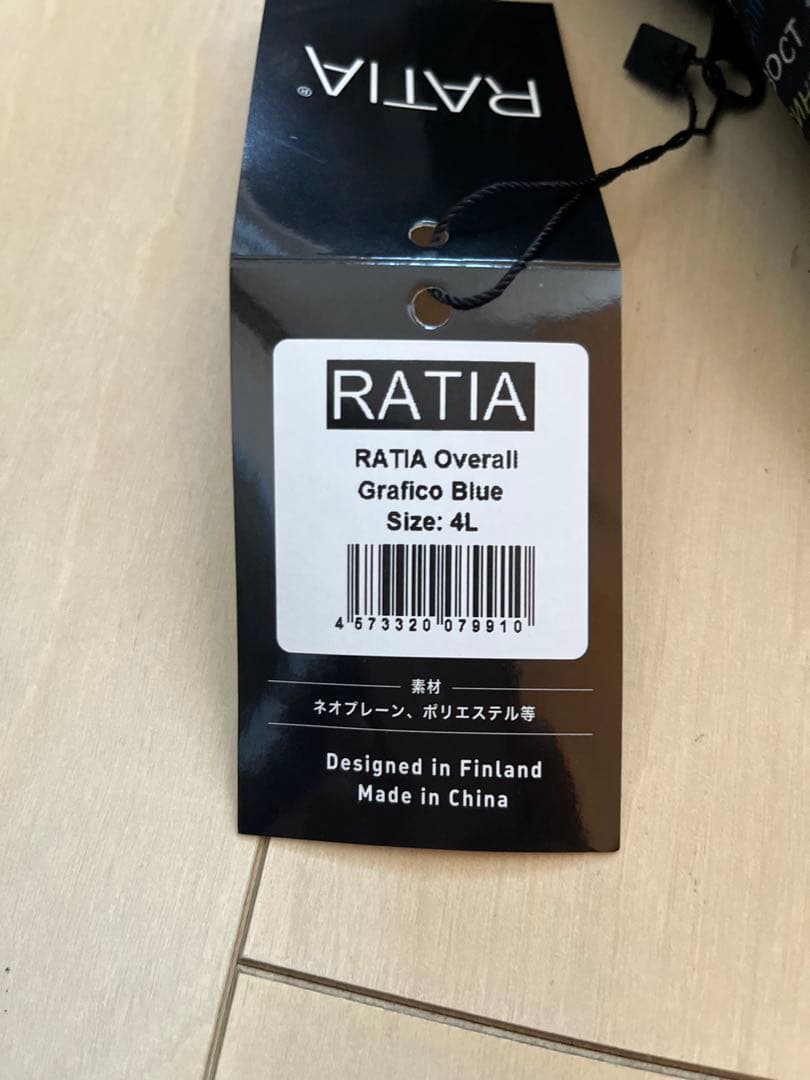 RATIA®
OCT
RATIA
RATIA Overall
Grafico Blue
Size: 4L
4 573320 079910
素材
ネオプレーン、ポリエステル等
Designed in Finland
Made in China